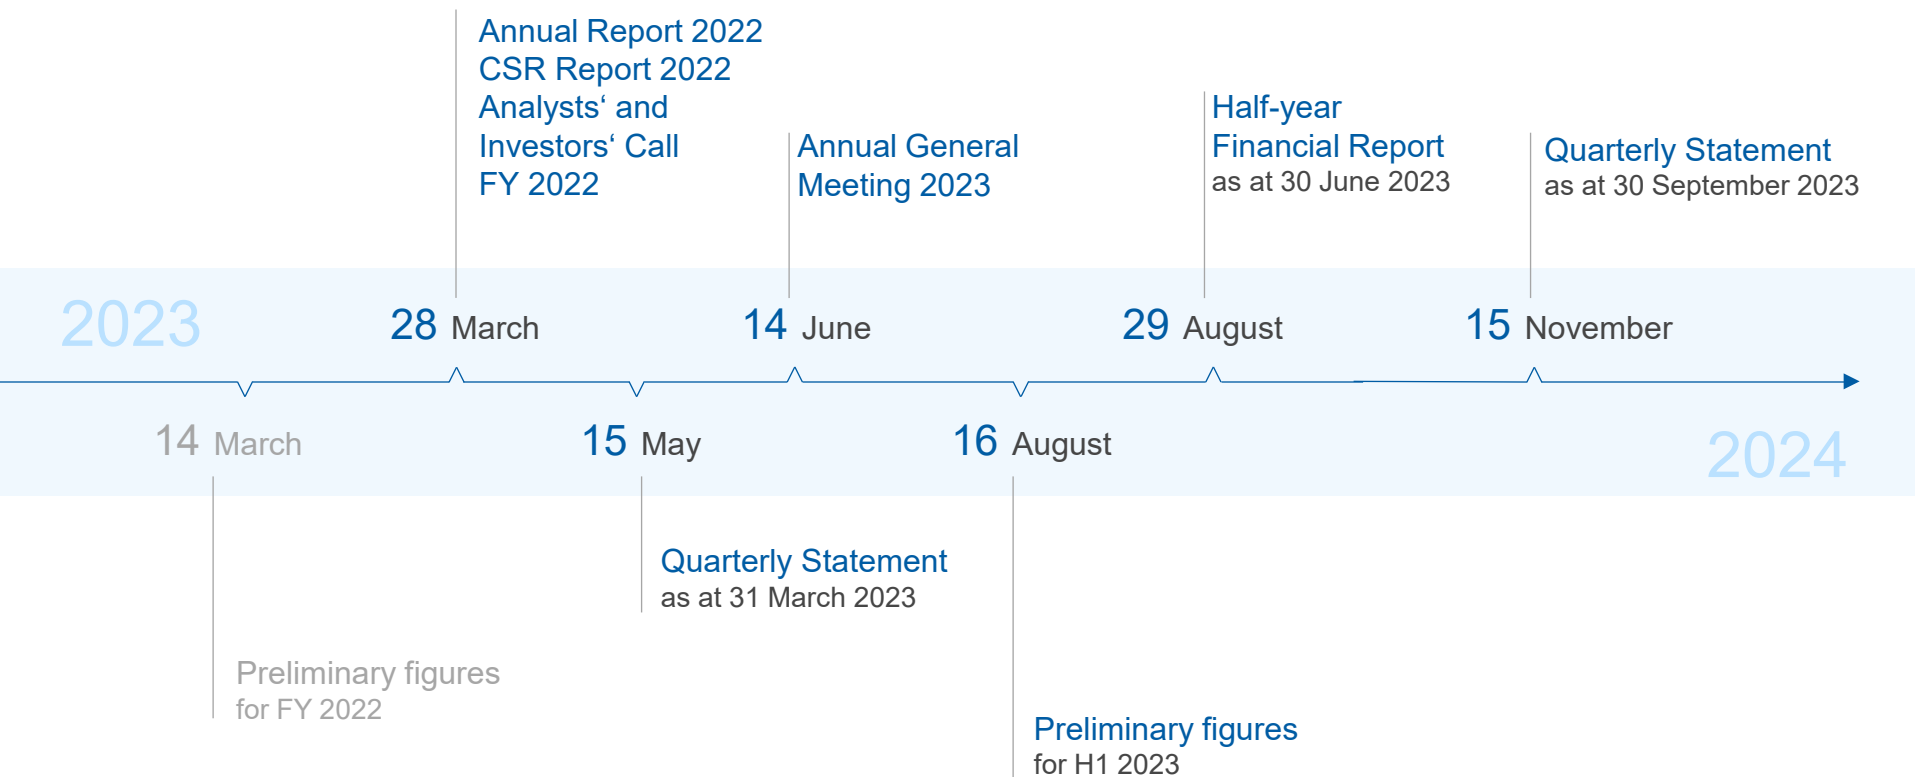 Annual Report 2022
CSR Report 2022
Analysts‘ and
Investors‘ Call
FY 2022
Annual General
Meeting 2023
Half-year
Financial Report
as at 30 June 2023
Quarterly Statement
as at 30 September 2023
2023
28 March
14 June
29 August
15 November
14 March
15 May
16 August
2024
Quarterly Statement
as at 31 March 2023
Preliminary figures
for FY 2022
Preliminary figures
for H1 2023